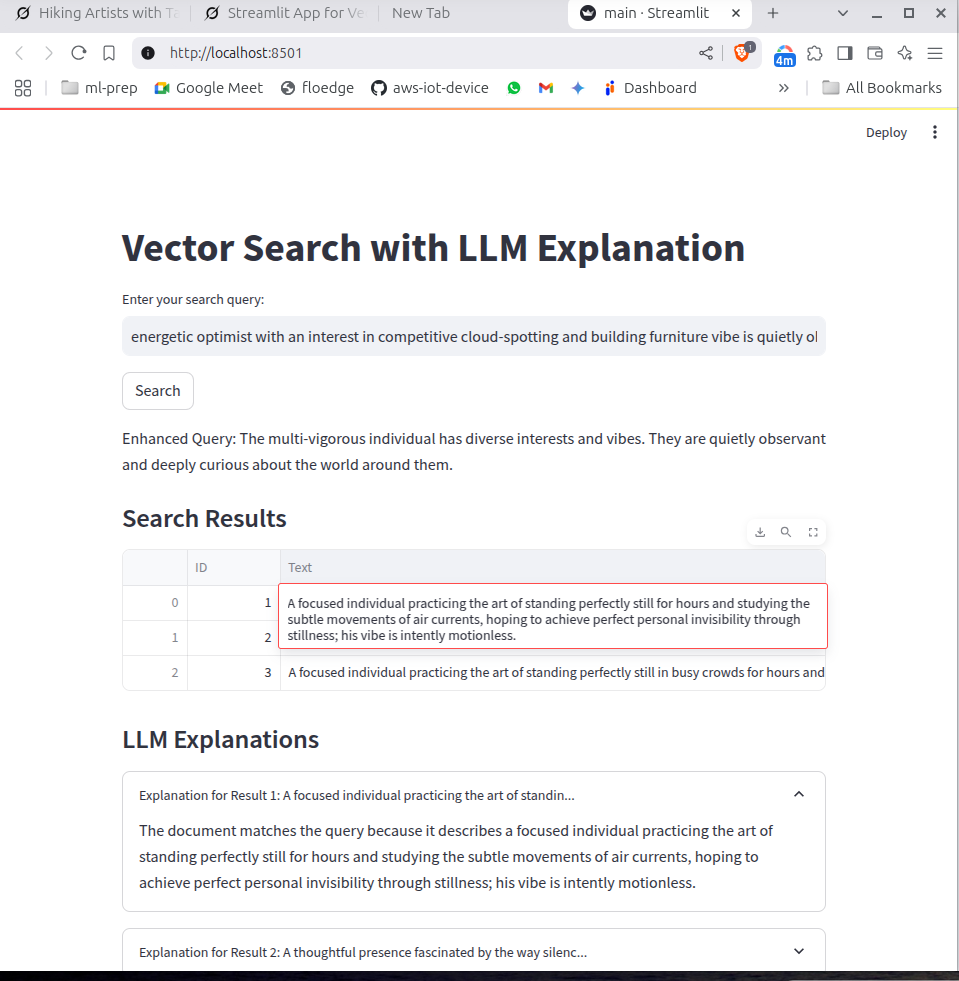 Hiking Artists with Ta
Streamlit App for Ve
New Tab
main · Streamlit
http://localhost:8501
1
4m
ml-prep
Google Meet
floedge
aws-iot-device
Dashboard
All Bookmarks
Deploy
Vector Search with LLM Explanation
Enter your search query:
energetic optimist with an interest in competitive cloud-spotting and building furniture vibe is quietly ol
Search
Enhanced Query: The multi-vigorous individual has diverse interests and vibes. They are quietly observant
and deeply curious about the world around them.
Search Results
ID Text
0 1 A focused individual practicing the art of standing perfectly still for hours and studying the
subtle movements of air currents, hoping to achieve perfect personal invisibility through
1 2 stillness; his vibe is intently motionless.
2 3 A focused individual practicing the art of standing perfectly still in busy crowds for hours and
LLM Explanations
Explanation for Result 1: A focused individual practicing the art of standin...
The document matches the query because it describes a focused individual practicing the art of
standing perfectly still for hours and studying the subtle movements of air currents, hoping to
achieve perfect personal invisibility through stillness; his vibe is intently motionless.
Explanation for Result 2: A thoughtful presence fascinated by the way silenc...